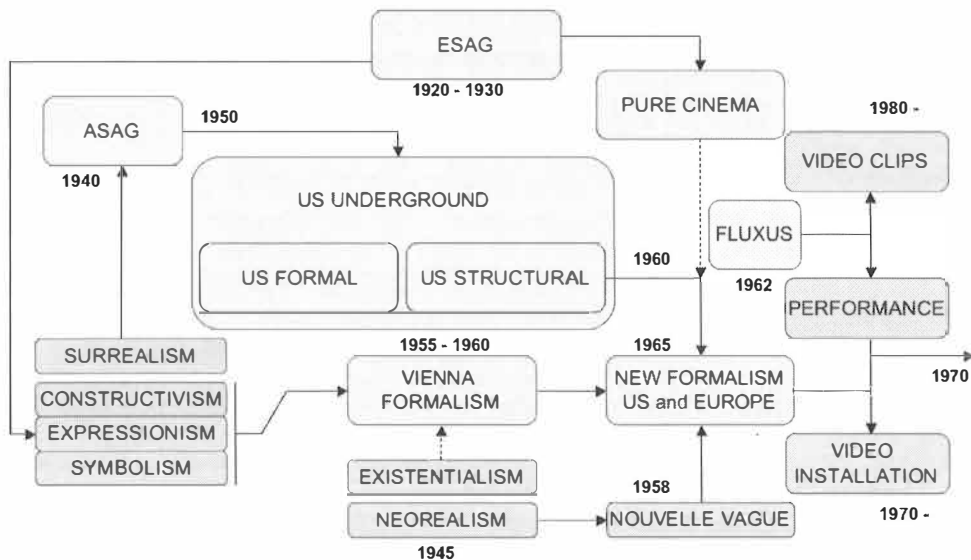 ESAG
1920 - 1930
PURE CINEMA
1980 -
ASAG
1950
1940
VIDEO CLIPS
US UNDERGROUND
FLUXUS
1962
US FORMAL
US STRUCTURAL
1960
PERFORMANCE
1970
SURREALISM
CONSTRUCTIVISM
EXPRESSIONISM
SYMBOLISM
1955 - 1960
VIENNA
FORMALISM
1965
NEW FORMALISM
US and EUROPE
EXISTENTIALISM
NEOREALISM
1945
1958
NOUVELLE VAGUE
VIDEO
INSTALLATION
1970 -